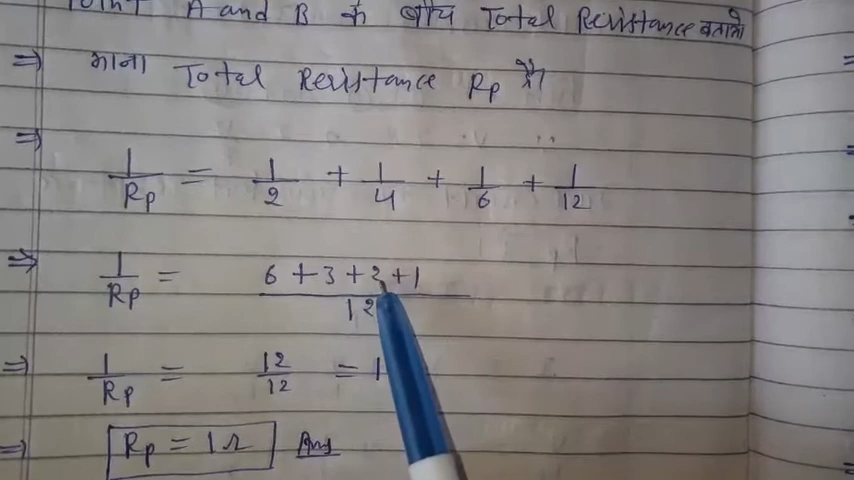 Point A and B के बीच Total Resistance बताओ
⇒ माना Total Resistance Rp है।
⇒ 1/Rp = 1/2 + 1/4 + 1/6 + 1/12
⇒ 1/Rp = 6 + 3 + 2 + 1 / 12
⇒ 1/Rp = 12/12 = 1
⇒ Rp = 1Ω Ans